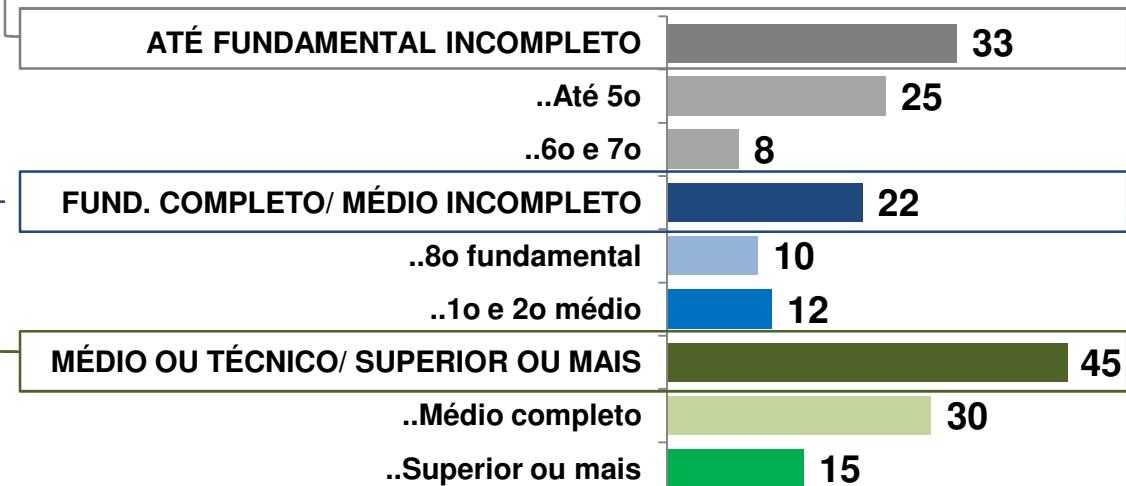 ATÉ FUNDAMENTAL INCOMPLETO 33
..Até 5o 25
..6o e 7o 8
FUND. COMPLETO/ MÉDIO INCOMPLETO 22
..8o fundamental 10
..1o e 2o médio 12
MÉDIO OU TÉCNICO/ SUPERIOR OU MAIS 45
..Médio completo 30
..Superior ou mais 15